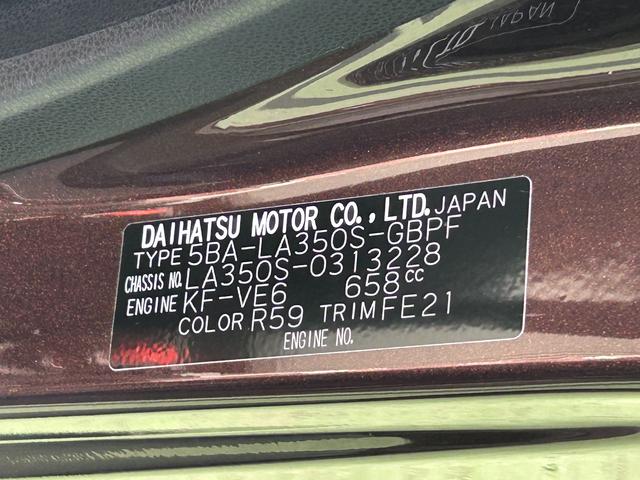 DAIHATSU MOTOR CO., LTD. JAPAN
TYPE 5BA-LA350S-GBPF
CHASSIS NO. LA350S-0313228
ENGINE KF-VE6 658cc
COLOR R59 TRIM FE21
ENGINE NO.